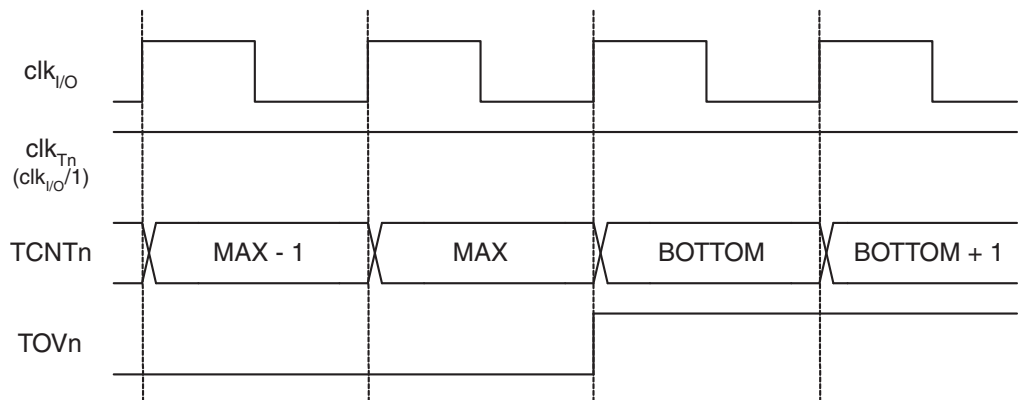 clkI/O
clkTn
(clkI/O/1)
TCNTn MAX - 1 MAX BOTTOM BOTTOM + 1
TOVn